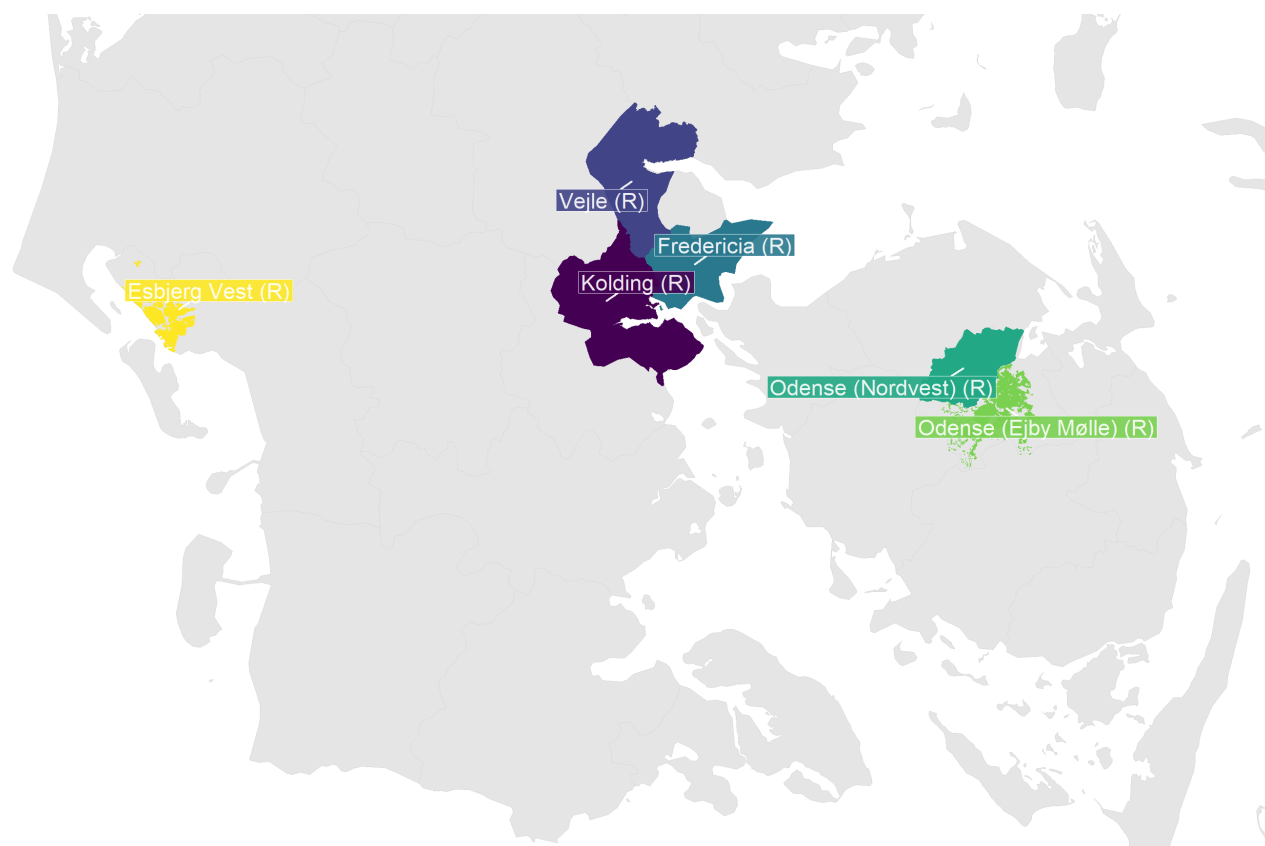 Vejle (R)
Fredericia (R)
Kolding (R)
Esbjerg Vest (R)
Odense (Nordvest) (R)
Odense (Ejby Mølle) (R)